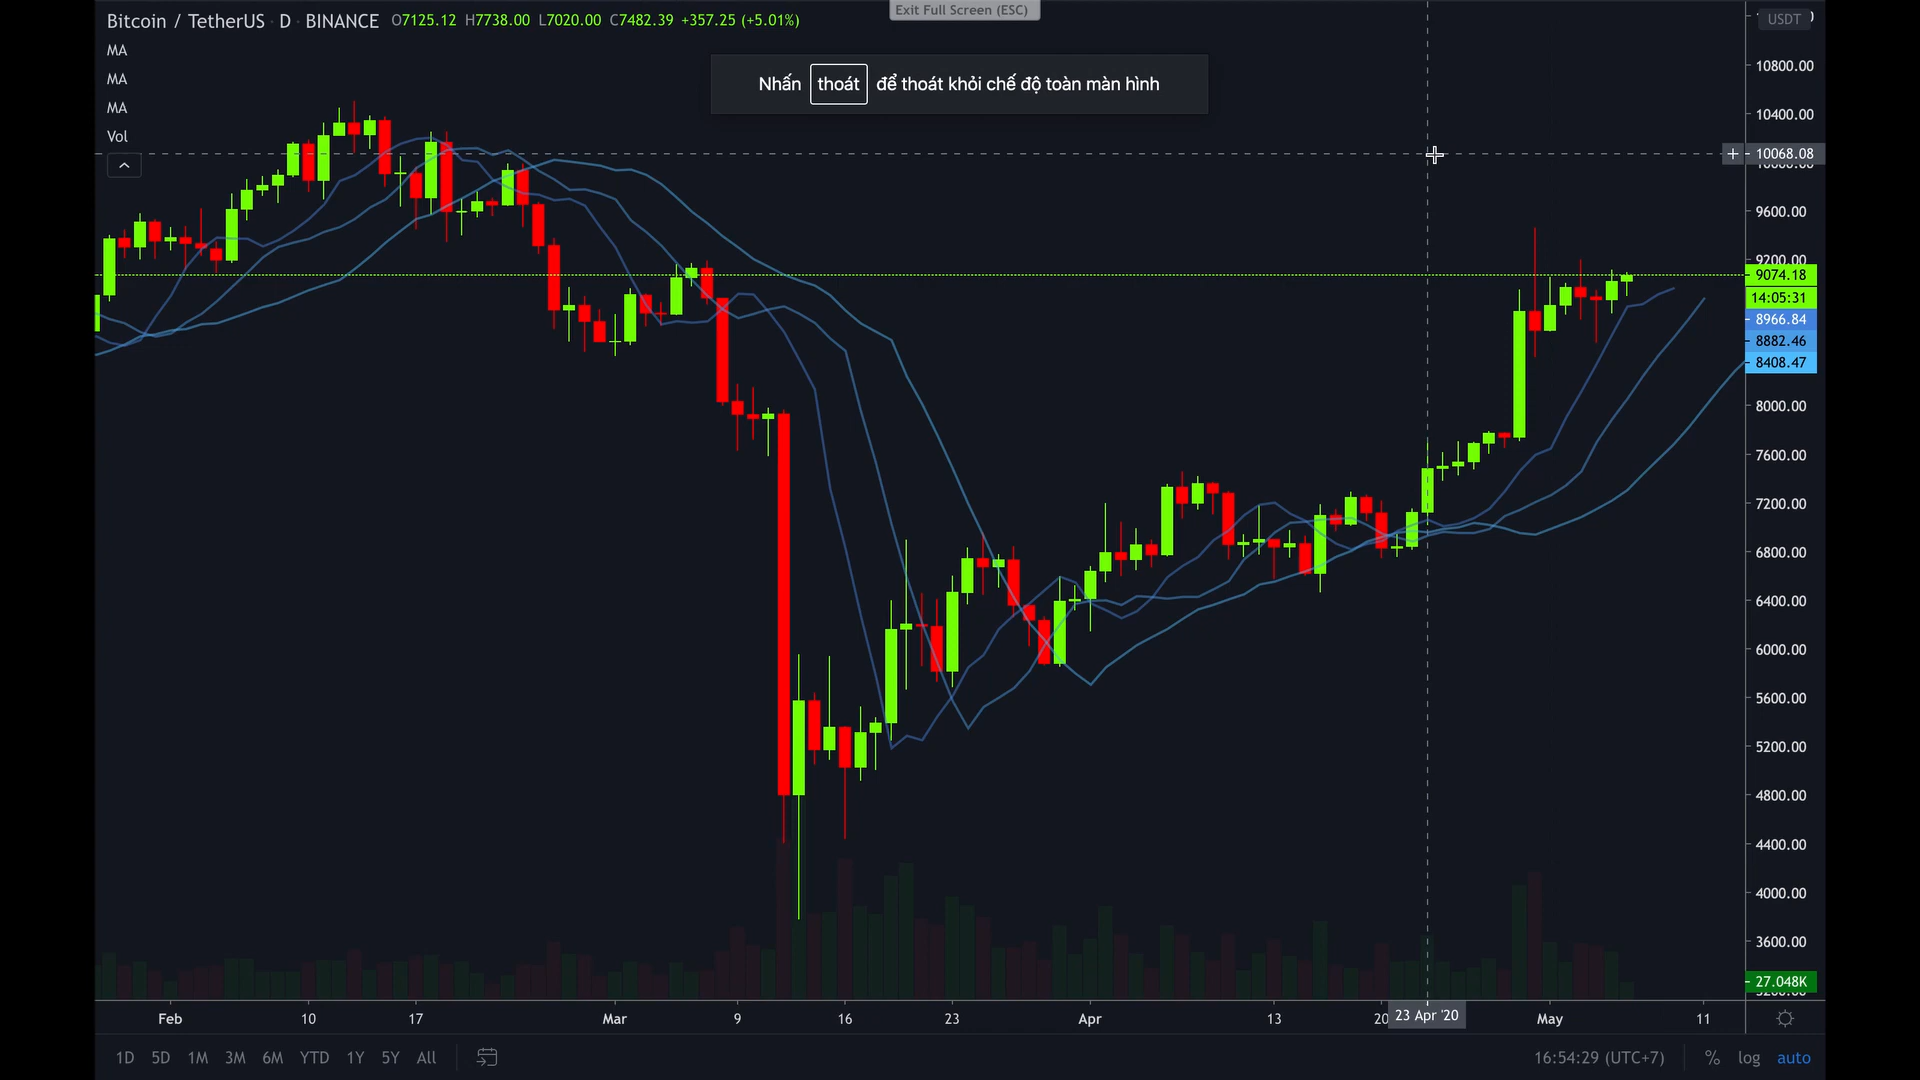 Exit Full Screen (ESC)
Bitcoin / TetherUS · D · BINANCE O7125.12 H7738.00 L7020.00 C7482.39 +357.25 (+5.01%)
USDT
MA
MA
MA
Vol
Nhấn thoát để thoát khỏi chế độ toàn màn hình
10800.00
10400.00
+ 10068.08
9600.00
9200.00
9074.18
14:05:31
8966.84
8882.46
8408.47
8000.00
7600.00
7200.00
6800.00
6400.00
6000.00
5600.00
5200.00
4800.00
4400.00
4000.00
3600.00
27.048K
Feb 10 17 Mar 9 16 23 Apr 13 20 23 Apr '20 May 11
1D 5D 1M 3M 6M YTD 1Y 5Y All
16:54:29 (UTC+7) % log auto